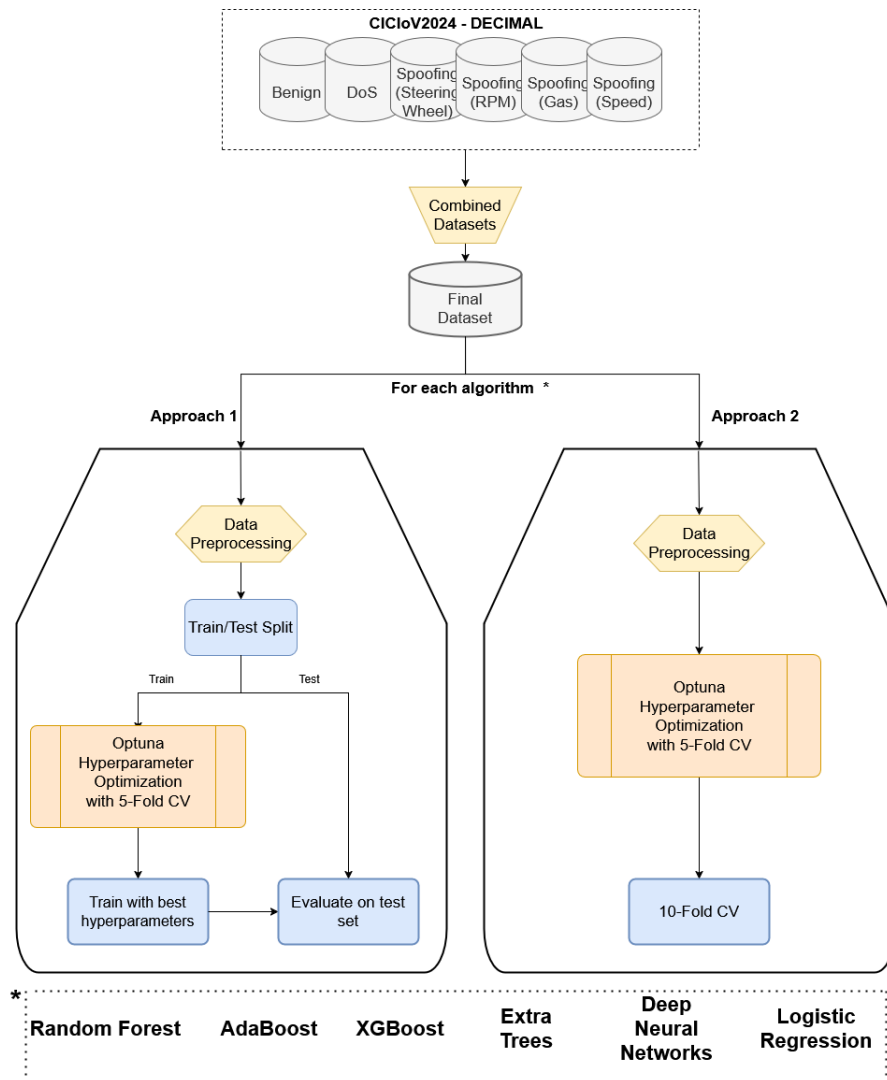 CICIoV2024 - DECIMAL
Benign
DoS
Spoofing
(Steering
Wheel)
Spoofing
(RPM)
Spoofing
(Gas)
Spoofing
(Speed)
Combined
Datasets
Final
Dataset
For each algorithm *
Approach 1
Approach 2
Data
Preprocessing
Train/Test Split
Train
Test
Optuna
Hyperparameter
Optimization
with 5-Fold CV
Train with best
hyperparameters
Evaluate on test
set
Data
Preprocessing
Optuna
Hyperparameter
Optimization
with 5-Fold CV
10-Fold CV
*
Random Forest
AdaBoost
XGBoost
Extra
Trees
Deep
Neural
Networks
Logistic
Regression